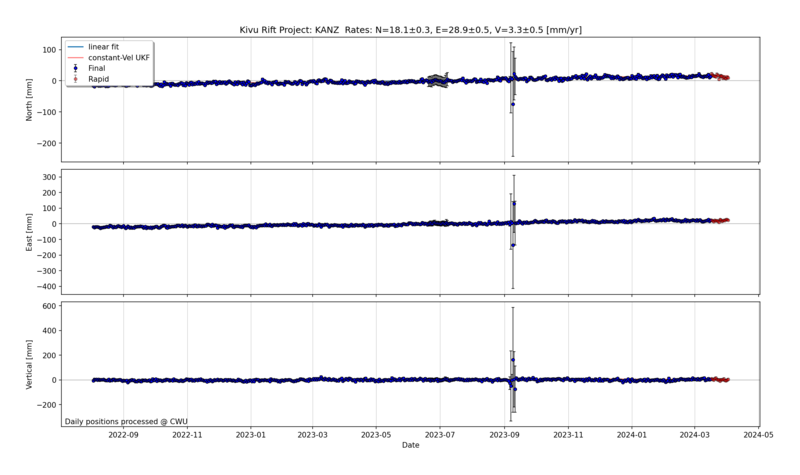 Kivu Rift Project: KANZ Rates: N=18.1±0.3, E=28.9±0.5, V=3.3±0.5 [mm/yr]
linear fit
constant-Vel UKF
Final
Rapid
100
0
−100
−200
North [mm]
300
200
100
0
−100
−200
−300
−400
East [mm]
600
400
200
0
−200
Vertical [mm]
Daily positions processed @ CWU
2022-09 2022-11 2023-01 2023-03 2023-05 2023-07 2023-09 2023-11 2024-01 2024-03 2024-05
Date